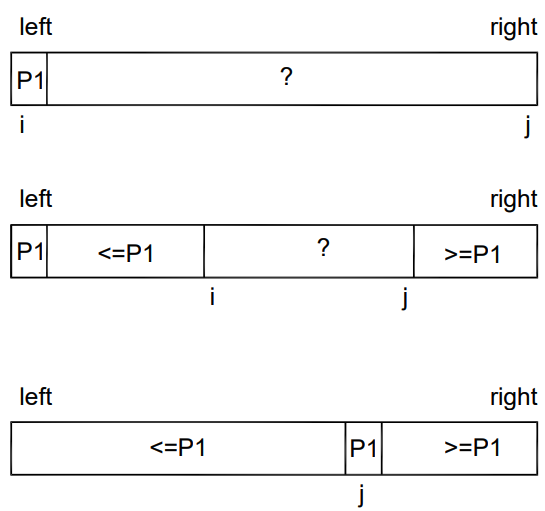 left right
P1 ?
i j
left right
P1 <=P1 ? >=P1
i j
left right
<=P1 P1 >=P1
j